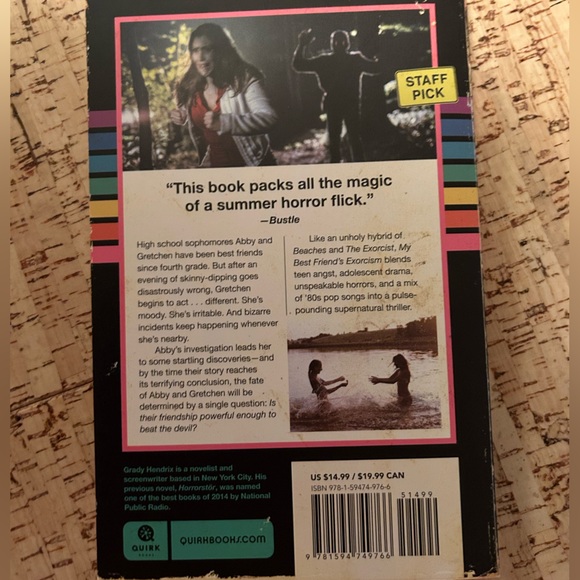 STAFF
PICK
“This book packs all the magic
of a summer horror flick.”
—Bustle
High school sophomores Abby and
Gretchen have been best friends
since fourth grade. But after an
evening of skinny-dipping goes
disastrously wrong, Gretchen
begins to act . . . different. She’s
moody. She’s irritable. And bizarre
incidents keep happening whenever
she’s nearby.
Abby’s investigation leads her
to some startling discoveries—and
by the time their story reaches
its terrifying conclusion, the fate
of Abby and Gretchen will be
determined by a single question: Is
their friendship powerful enough to
beat the devil?
Like an unholy hybrid of
Beaches and The Exorcist, My
Best Friend’s Exorcism blends
teen angst, adolescent drama,
unspeakable horrors, and a mix
of ’80s pop songs into a pulse-
pounding supernatural thriller.
Grady Hendrix is a novelist and
screenwriter based in New York City. His
previous novel, Horrorstör, was named
one of the best books of 2014 by National
Public Radio.
QUIRK
BOOKS
QUIRKBOOKS.COM
US $14.99 / $19.99 CAN
ISBN 978-1-59474-976-6
51499
9 781594 749766